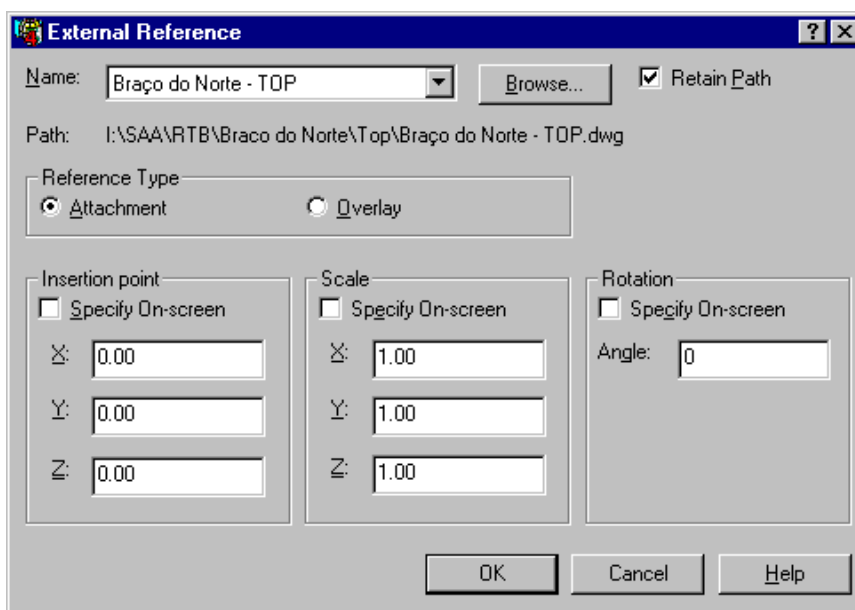 External Reference
Name: Braço do Norte - TOP Browse... Retain Path
Path: I:\SAA\RTB\Braco do Norte\Top\Braço do Norte - TOP.dwg
Reference Type
Attachment Overlay
Insertion point Scale Rotation
Specify On-screen Specify On-screen Specify On-screen
X: 0.00 X: 1.00 Angle: 0
Y: 0.00 Y: 1.00
Z: 0.00 Z: 1.00
OK Cancel Help